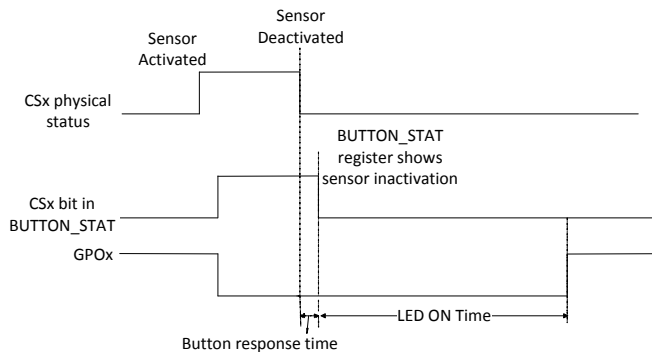 Sensor
Deactivated
Sensor
Activated
CSx physical
status
BUTTON_STAT
register shows
sensor inactivation
CSx bit in
BUTTON_STAT
GPOx
LED ON Time
Button response time